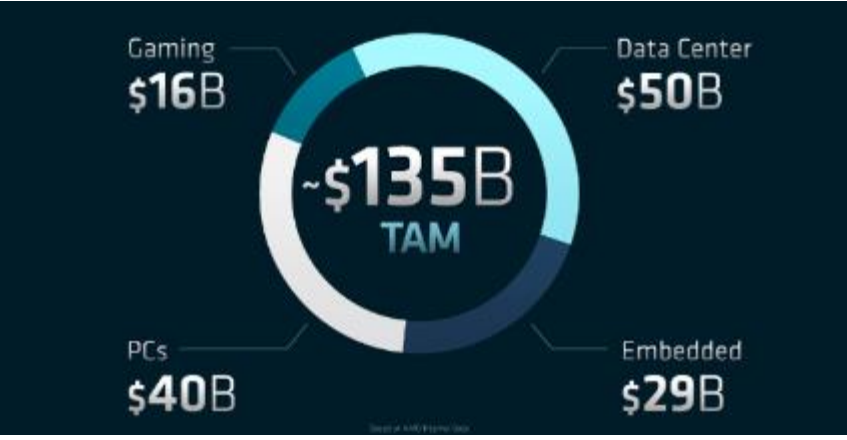 Gaming
$16B
Data Center
$50B
~$135B
TAM
PCs
$40B
Embedded
$29B